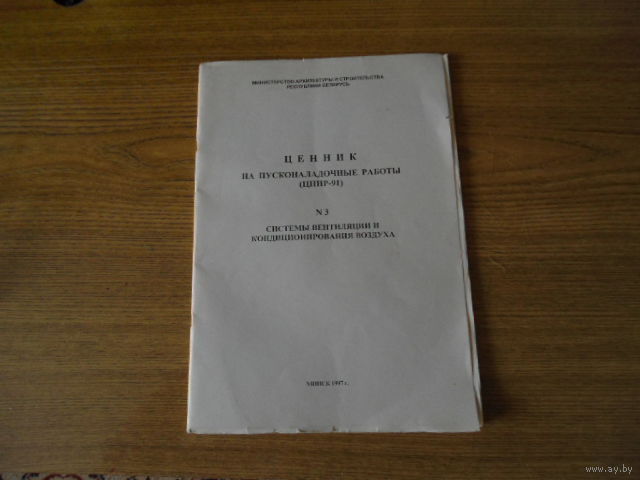 МИНИСТЕРСТВО АРХИТЕКТУРЫ И СТРОИТЕЛЬСТВА
РЕСПУБЛИКИ БЕЛАРУСЬ
ЦЕННИК
НА ПУСКОНАЛАДОЧНЫЕ РАБОТЫ
(ЦПНР-91)
N 3
СИСТЕМЫ ВЕНТИЛЯЦИИ И
КОНДИЦИОНИРОВАНИЯ ВОЗДУХА
МИНСК 1997 г.
www.ay.by